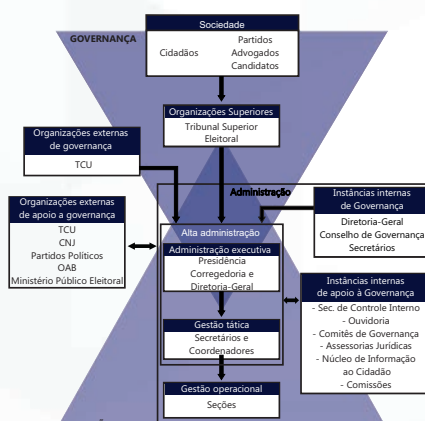 Sociedade
GOVERNANÇA
Partidos
Cidadãos
Advogados
Candidatos
Organizações Superiores
Tribunal Superior
Eleitoral
Organizações externas
de governança
TCU
Administração
Organizações externas
de apoio a governança
TCU
CNJ
Partidos Políticos
OAB
Ministério Público Eleitoral
Instâncias internas
de Governança
Diretoria-Geral
Conselho de Governança
Secretários
Alta administração
Administração executiva
Presidência
Corregedoria e
Diretoria-Geral
Gestão tática
Secretários e
Coordenadores
Gestão operacional
Seções
Instâncias internas
de apoio à Governança
- Sec. de Controle Interno
- Ouvidoria
- Comitês de Governança
- Assessorias Jurídicas
- Núcleo de Informação
ao Cidadão
- Comissões